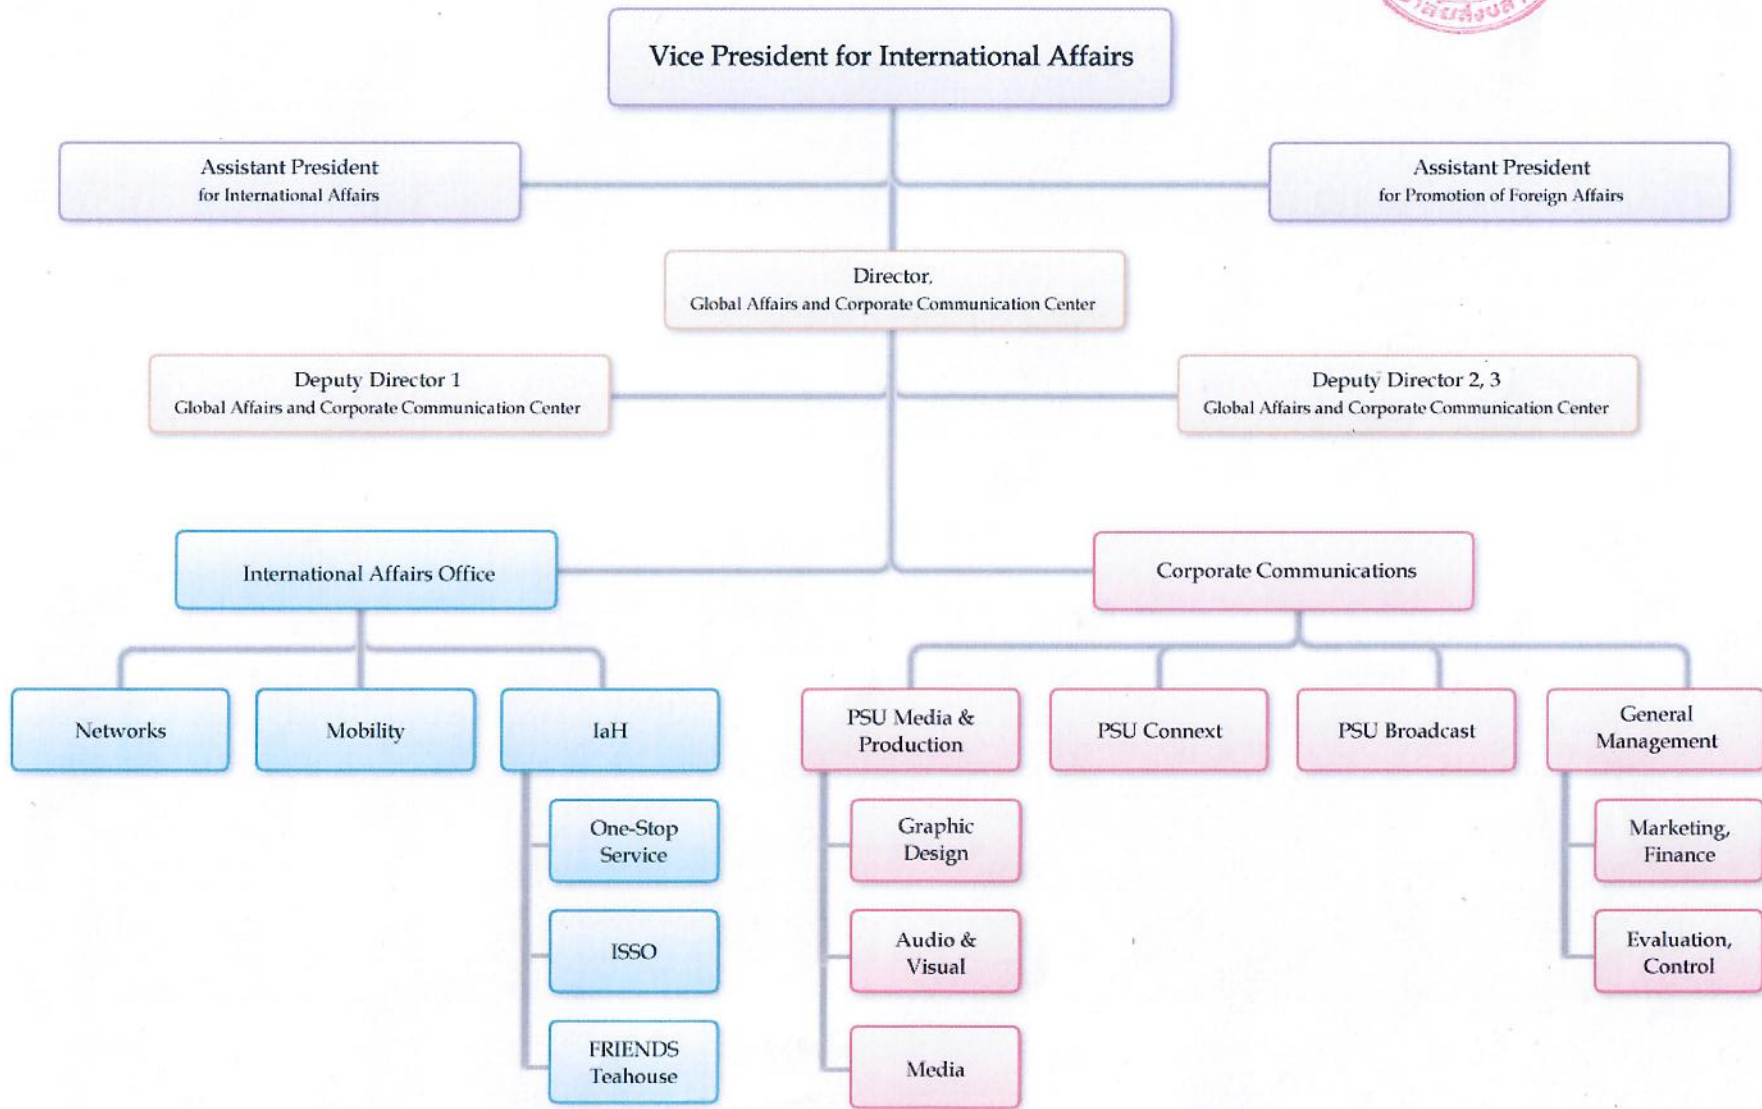 Vice President for International Affairs
Assistant President
for International Affairs
Assistant President
for Promotion of Foreign Affairs
Director,
Global Affairs and Corporate Communication Center
Deputy Director 1
Global Affairs and Corporate Communication Center
Deputy Director 2, 3
Global Affairs and Corporate Communication Center
International Affairs Office
Corporate Communications
Networks
Mobility
IaH
PSU Media &
Production
PSU Connext
PSU Broadcast
General
Management
One-Stop
Service
Graphic
Design
Marketing,
Finance
ISSO
Audio &
Visual
Evaluation,
Control
FRIENDS
Teahouse
Media